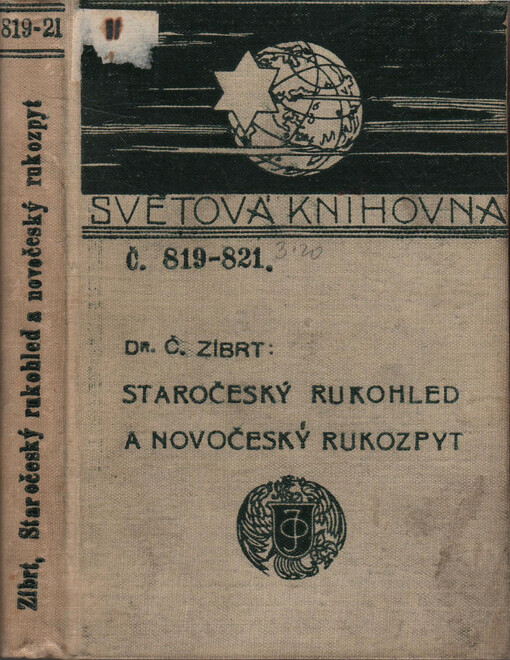 819-21
Zíbrt, Staročeský rukohled a novočeský rukozpyt
SVĚTOVÁ KNIHOVNA
Č. 819-821.
3·20
DR. Č. ZÍBRT:
STAROČESKÝ RUKOHLED
A NOVOČESKÝ RUKOZPYT
JO